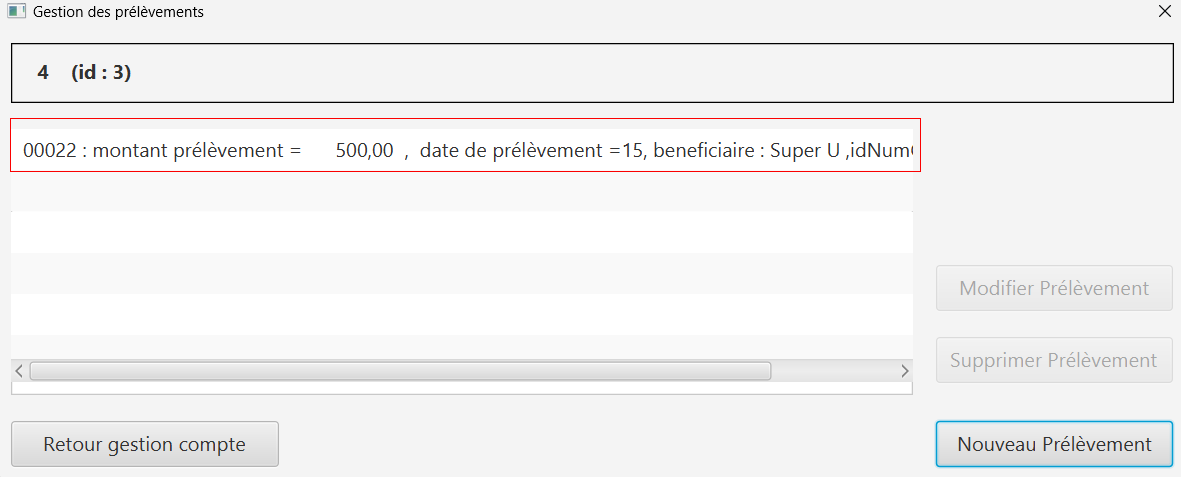 Gestion des prélèvements
4 (id : 3)
00022 : montant prélèvement = 500,00 , date de prélèvement =15, beneficiaire : Super U ,idNum
Modifier Prélèvement
Supprimer Prélèvement
Retour gestion compte
Nouveau Prélèvement